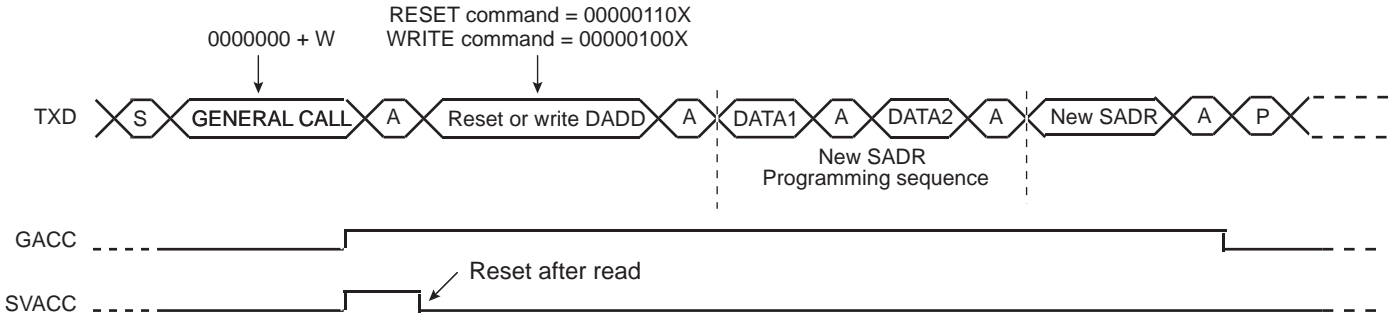 RESET command = 00000110X
0000000 + W
WRITE command = 00000100X
TXD S GENERAL CALL A Reset or write DADD A DATA1 A DATA2 A New SADR A P
New SADR
Programming sequence
GACC
Reset after read
SVACC